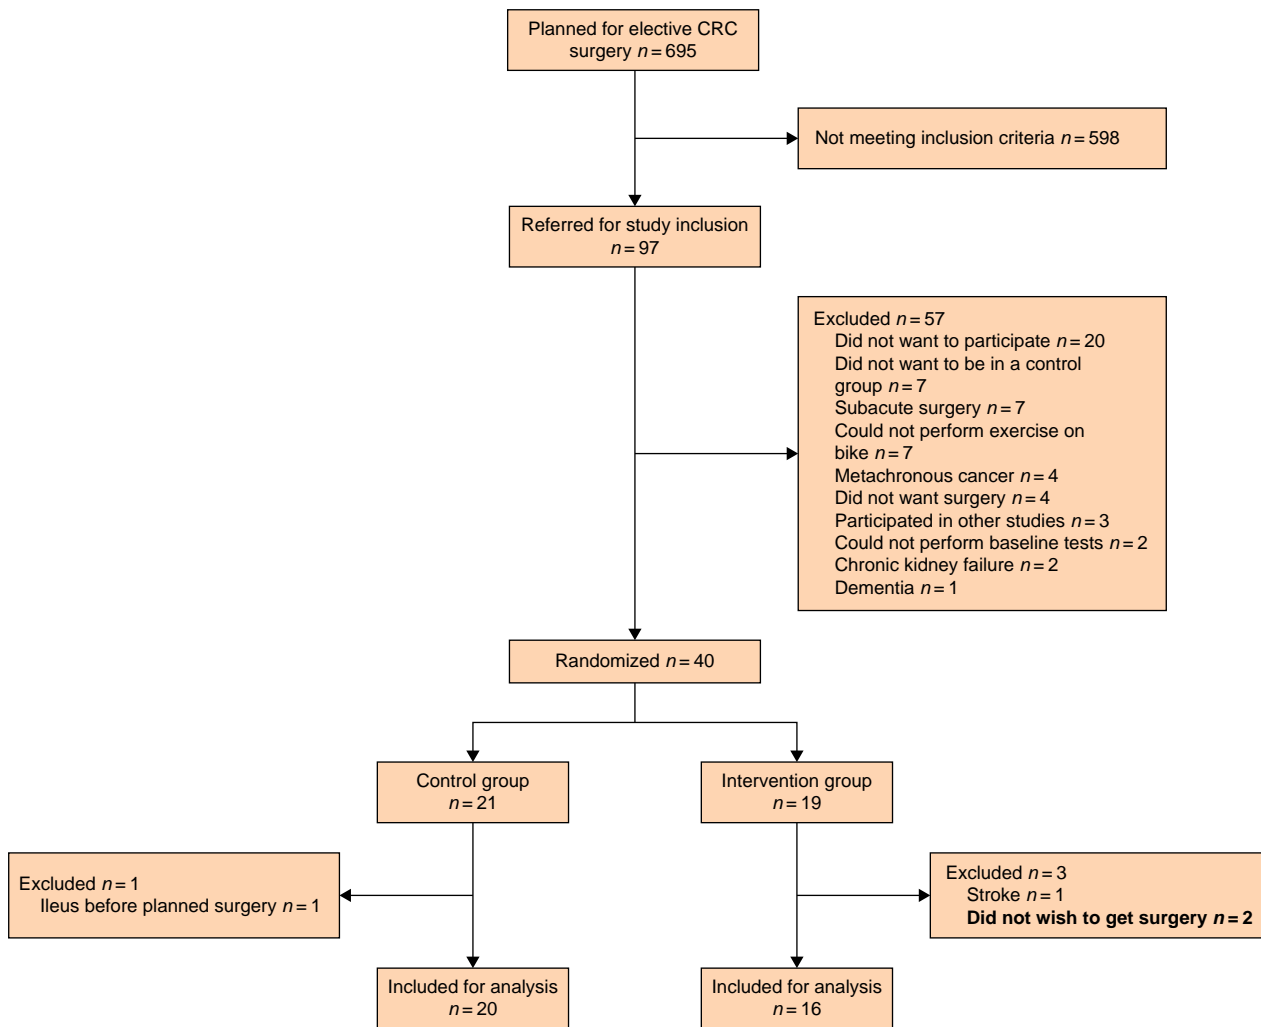 Planned for elective CRC
surgery n = 695
Not meeting inclusion criteria n = 598
Referred for study inclusion
n = 97
Excluded n = 57
Did not want to participate n = 20
Did not want to be in a control
group n = 7
Subacute surgery n = 7
Could not perform exercise on
bike n = 7
Metachronous cancer n = 4
Did not want surgery n = 4
Participated in other studies n = 3
Could not perform baseline tests n = 2
Chronic kidney failure n = 2
Dementia n = 1
Randomized n = 40
Control group
n = 21
Intervention group
n = 19
Excluded n = 1
Ileus before planned surgery n = 1
Excluded n = 3
Stroke n = 1
Did not wish to get surgery n = 2
Included for analysis
n = 20
Included for analysis
n = 16